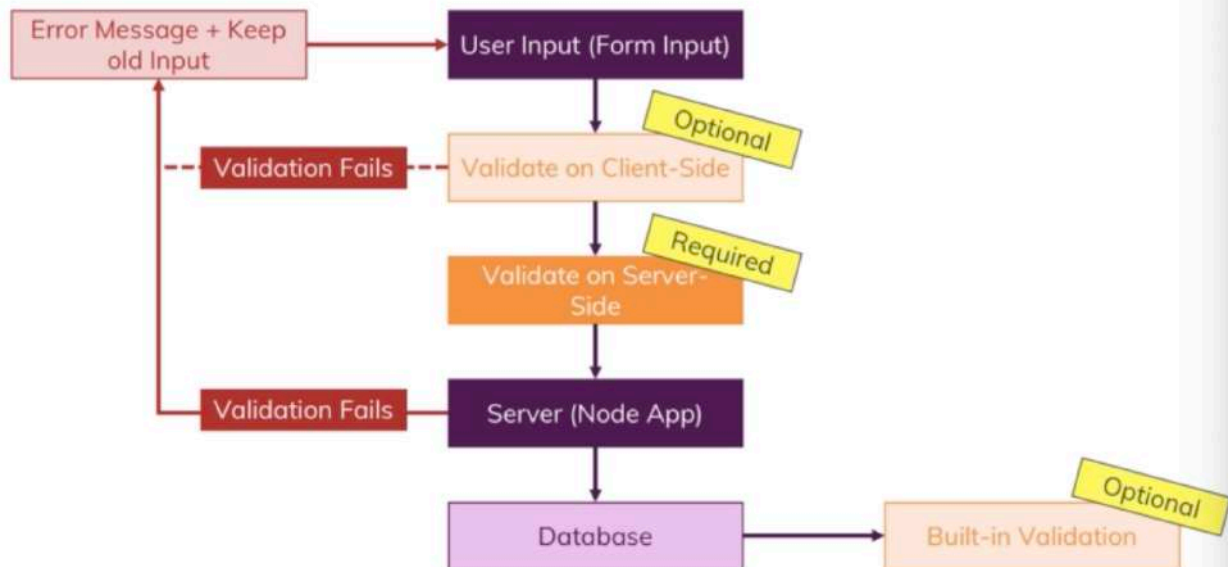 Error Message + Keep
old Input
User Input (Form Input)
Optional
Validation Fails
Validate on Client-Side
Required
Validate on Server-
Side
Validation Fails
Server (Node App)
Optional
Database
Built-in Validation